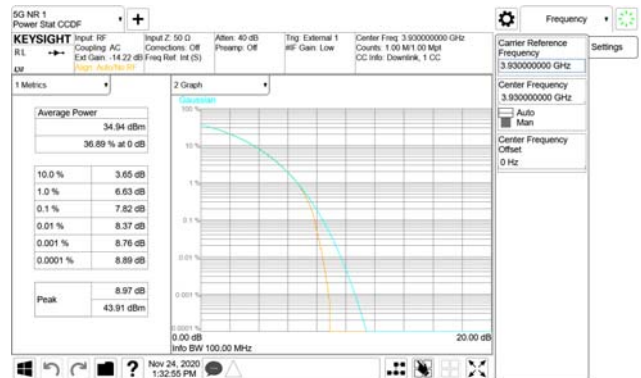 5G NR 1
Power Stat CCDF
Frequency
KEYSIGHT
Input: RF
Input Z: 50 Ω
Atten: 40 dB
Trig: External 1
Center Freq: 3.930000000 GHz
RL
Coupling: AC
Corrections: Off
Preamp: Off
#IF Gain: Low
Counts: 1.00 M/1.00 Mpt
Ext Gain: -14.22 dB
Freq Ref: Int (S)
CC Info: Downlink, 1 CC
Align: Auto/No RF
Carrier Reference
Frequency
3.930000000 GHz
Settings
Center Frequency
3.930000000 GHz
Auto
Man
Center Frequency
Offset
0 Hz
1 Metrics
2 Graph
Average Power
34.94 dBm
36.89 % at 0 dB
10.0 % 3.65 dB
1.0 % 6.63 dB
0.1 % 7.82 dB
0.01 % 8.37 dB
0.001 % 8.76 dB
0.0001 % 8.89 dB
Peak
8.97 dB
43.91 dBm
Gaussian
100 %
10 %
1 %
0.1 %
0.01 %
0.001 %
0.0001 %
0.00 dB
20.00 dB
Info BW 100.00 MHz
Nov 24, 2020
1:32:55 PM